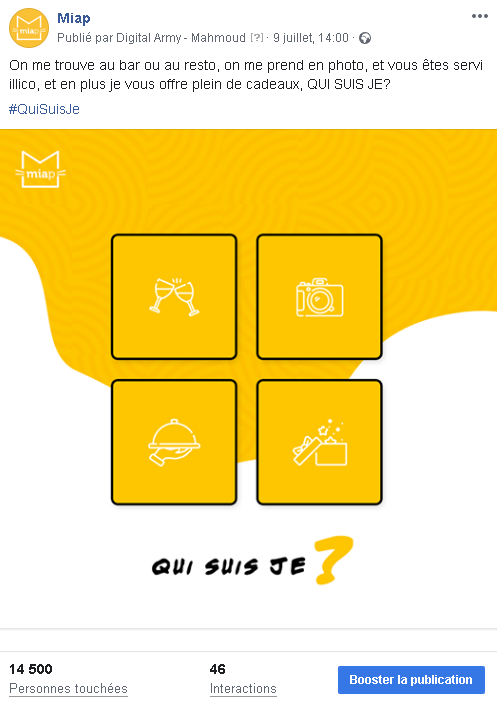 Miap
Publié par Digital Army - Mahmoud [?] · 9 juillet, 14:00 ·
On me trouve au bar ou au resto, on me prend en photo, et vous êtes servi
illico, et en plus je vous offre plein de cadeaux, QUI SUIS JE?
#QuiSuisJe
miap
miap
QUI SUIS JE ?
14 500
Personnes touchées
46
Interactions
Booster la publication